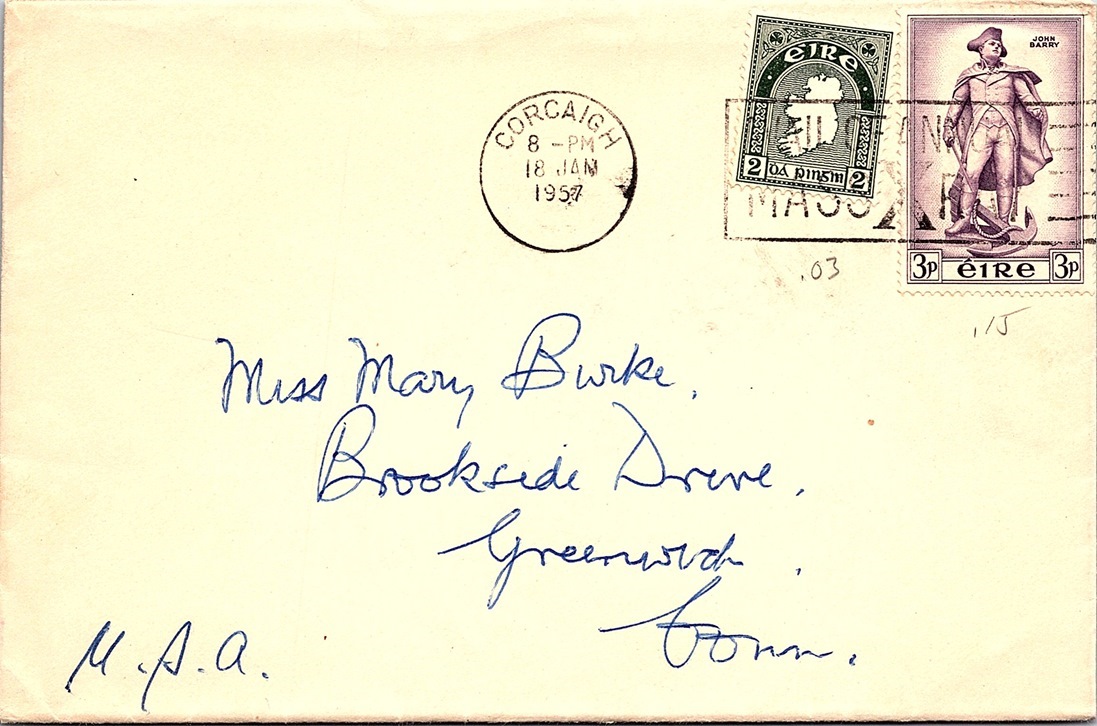 CORCAIGH
8 - PM
18 JAN
1957
éIRe
2 Dá pinGin 2
JOHN
BARRY
3p éIRe 3p
.03
.15
Miss Mary Burke,
Brookside Drive,
Greenwich,
Conn.
U.S.A.